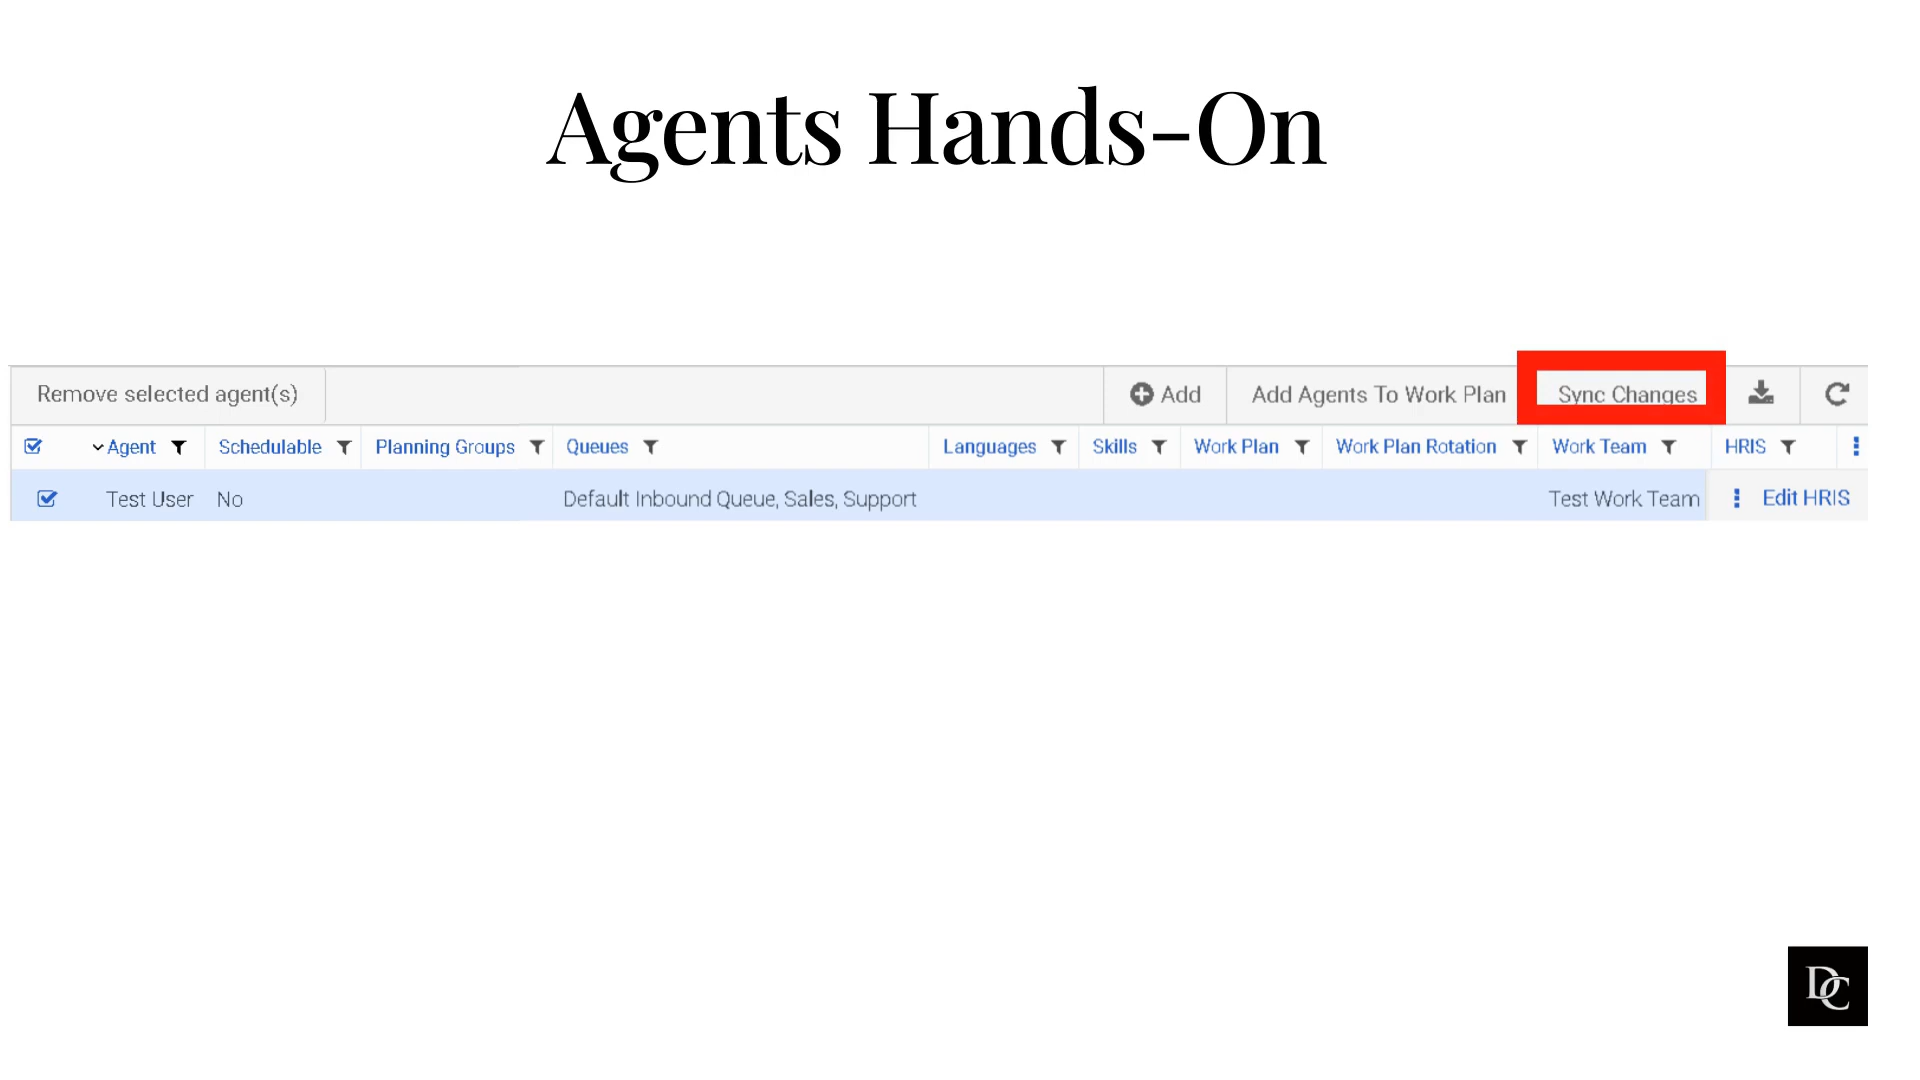 Agents Hands-On
Remove selected agent(s) Add Add Agents To Work Plan Sync Changes
Agent Schedulable Planning Groups Queues Languages Skills Work Plan Work Plan Rotation Work Team HRIS
Test User No Default Inbound Queue, Sales, Support Test Work Team Edit HRIS
DC